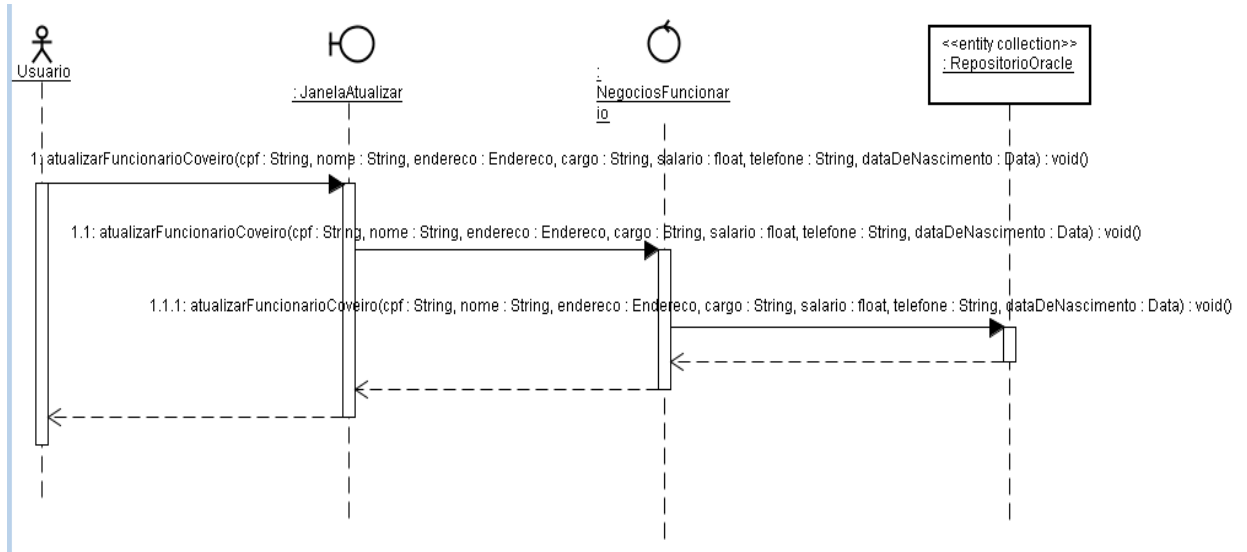 Usuario
: JanelaAtualizar
:
NegociosFuncionar
io
<<entity collection>>
: RepositorioOracle
1: atualizarFuncionarioCoveiro(cpf : String, nome : String, endereco : Endereco, cargo : String, salario : float, telefone : String, dataDeNascimento : Data) : void()
1.1: atualizarFuncionarioCoveiro(cpf : String, nome : String, endereco : Endereco, cargo : String, salario : float, telefone : String, dataDeNascimento : Data) : void()
1.1.1: atualizarFuncionarioCoveiro(cpf : String, nome : String, endereco : Endereco, cargo : String, salario : float, telefone : String, dataDeNascimento : Data) : void()